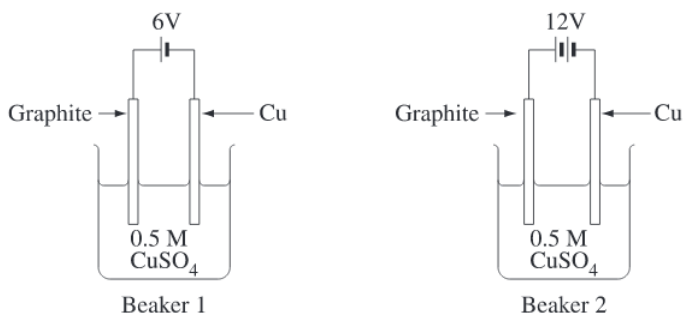 6V
Graphite
Cu
0.5 M
CuSO4
Beaker 1
12V
Graphite
Cu
0.5 M
CuSO4
Beaker 2